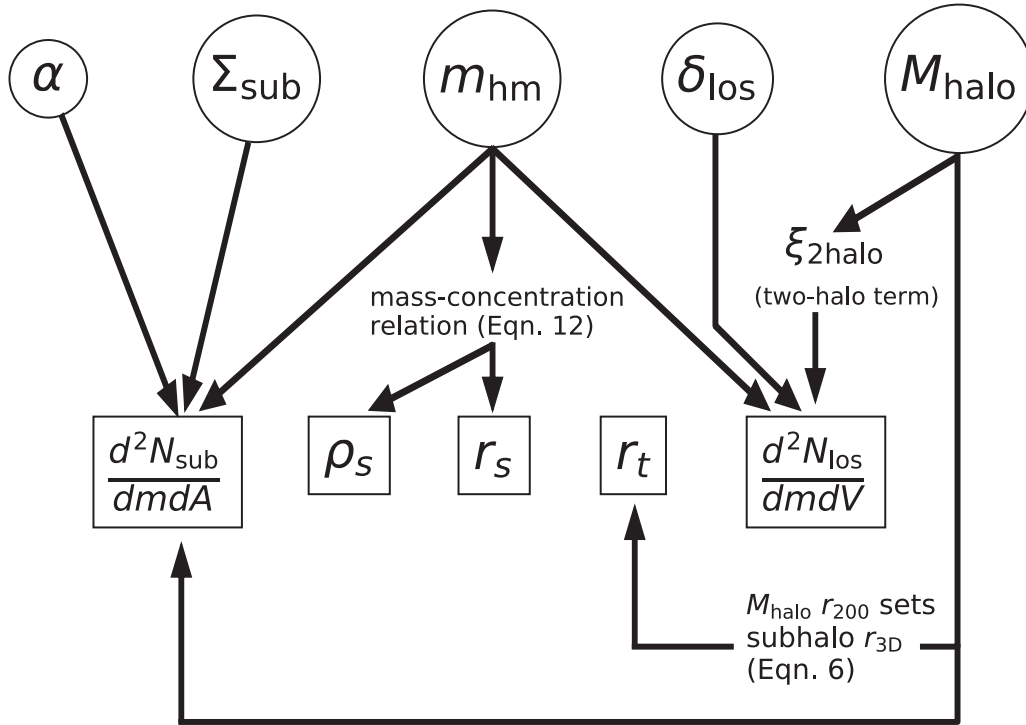 α
Σsub
mhm
δlos
Mhalo
ξ2halo
(two-halo term)
mass-concentration
relation (Eqn. 12)
d²Nsub
dmdA
ρs
rs
rt
d²Nlos
dmdV
Mhalo r200 sets
subhalo r3D
(Eqn. 6)